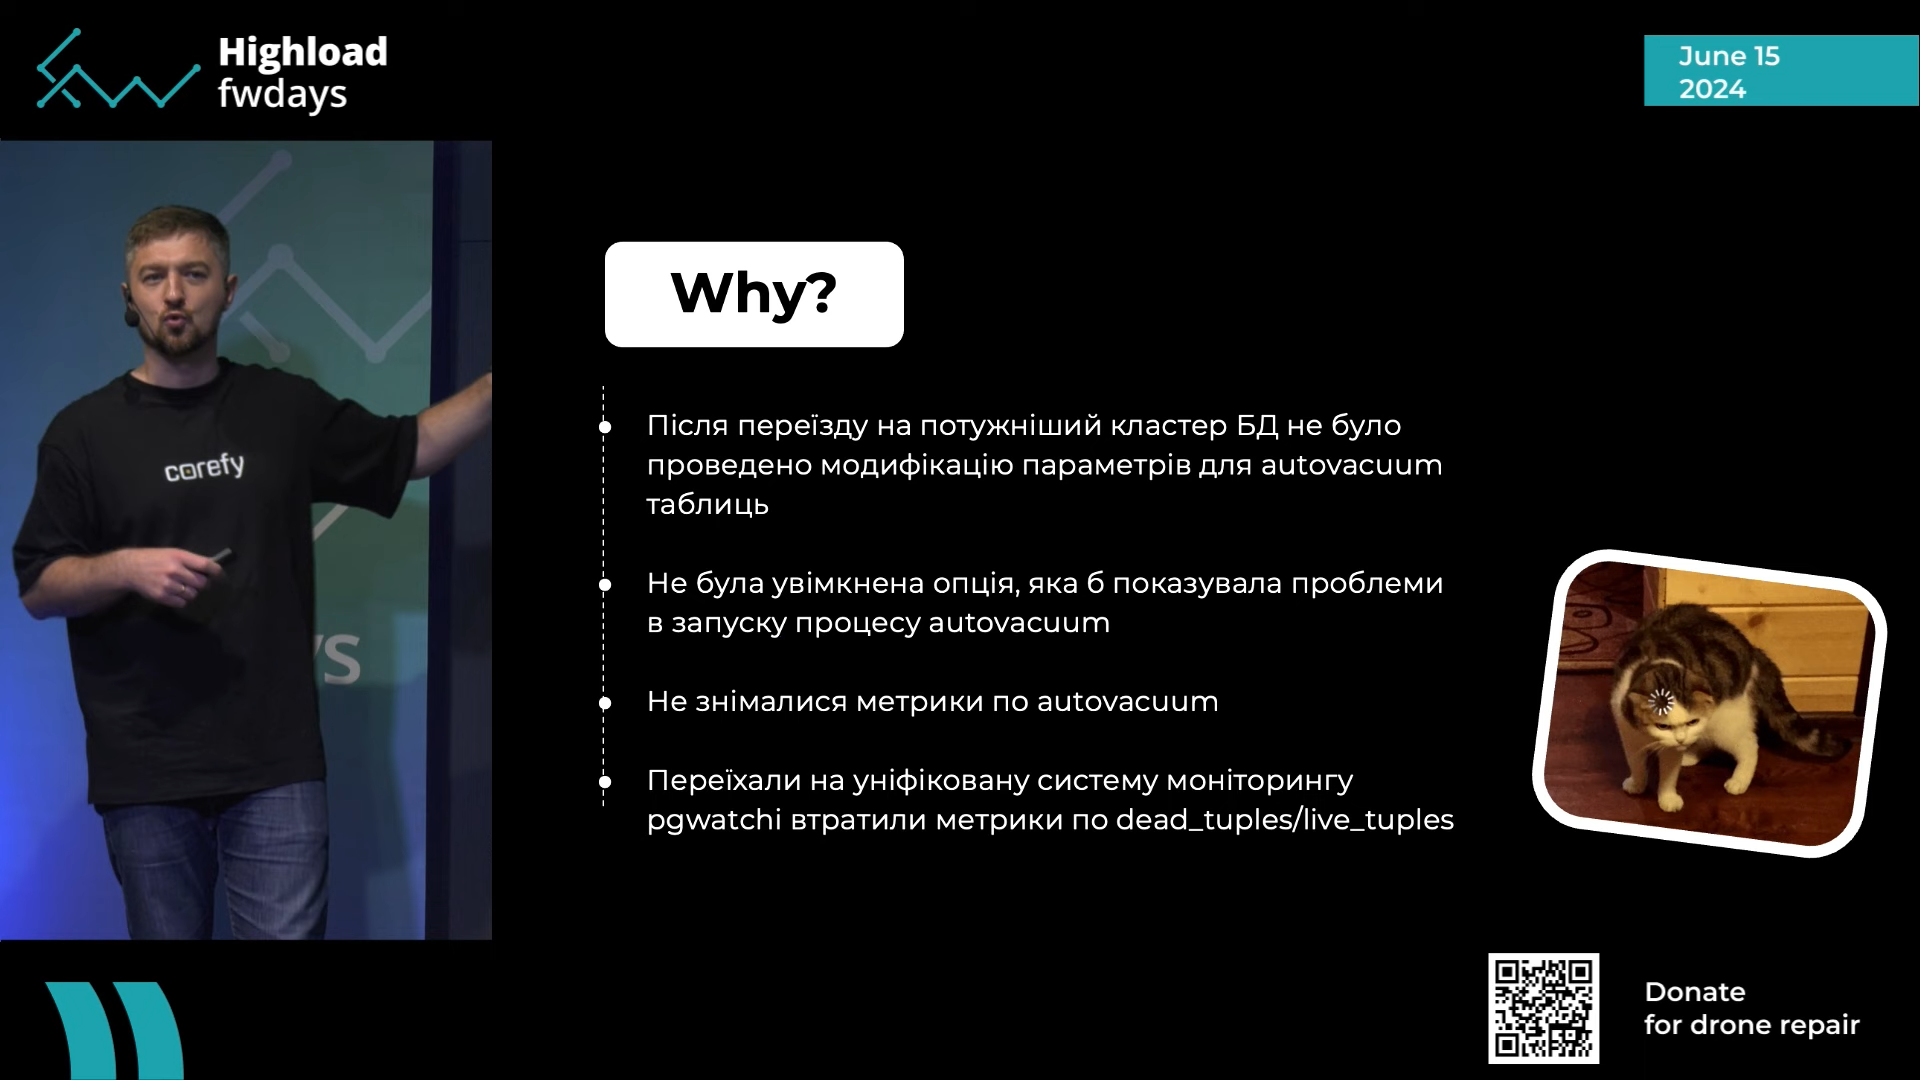 Highload
fwdays
June 15
2024
corefy
ys
Why?
Після переїзду на потужніший кластер БД не було
проведено модифікацію параметрів для autovacuum
таблиць
Не була увімкнена опція, яка б показувала проблеми
в запуску процесу autovacuum
Не знімалися метрики по autovacuum
Переїхали на уніфіковану систему моніторингу
pgwatchі втратили метрики по dead_tuples/live_tuples
Donate
for drone repair